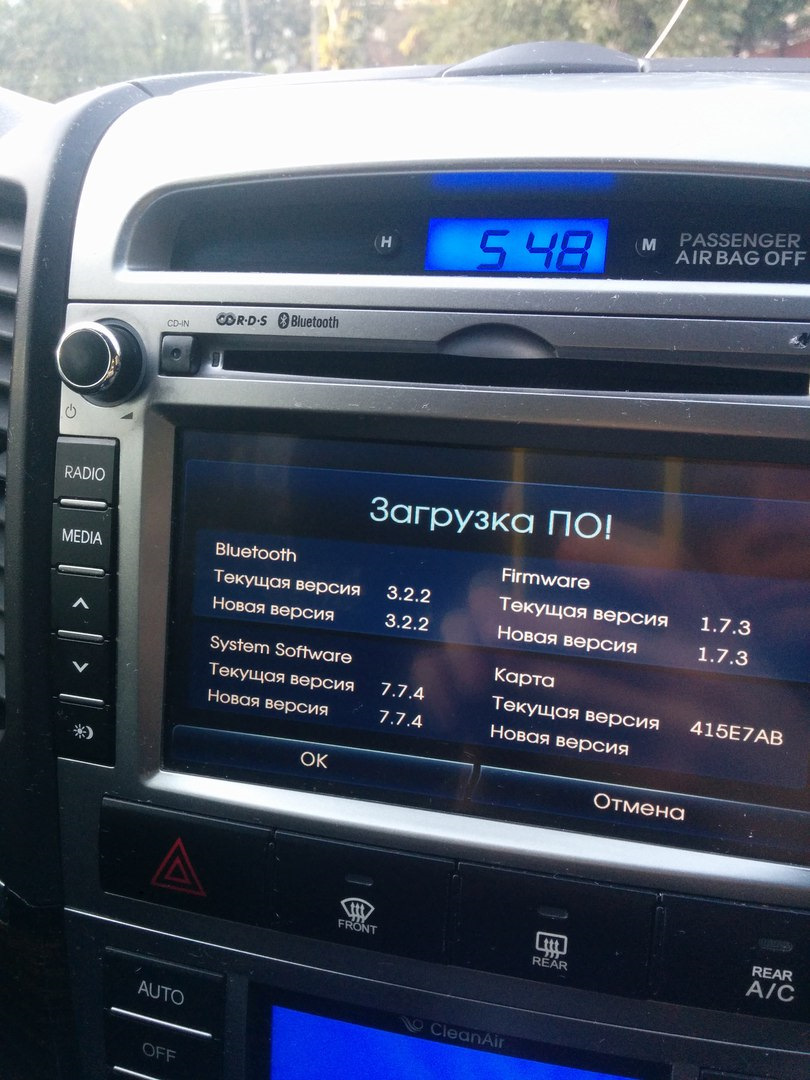 H
5 48
M
PASSENGER
AIR BAG OFF
CD-IN
R·D·S
Bluetooth
RADIO
MEDIA
Загрузка ПО!
Bluetooth
Текущая версия 3.2.2
Новая версия 3.2.2
Firmware
Текущая версия 1.7.3
Новая версия 1.7.3
System Software
Текущая версия 7.7.4
Новая версия 7.7.4
Карта
Текущая версия 415E7AB
Новая версия
OK
Отмена
FRONT
REAR
REAR
A/C
AUTO
OFF
CleanAir